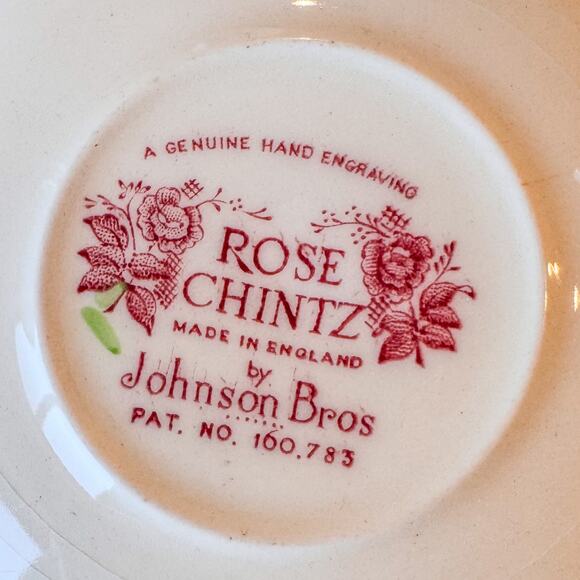 A GENUINE HAND ENGRAVING
ROSE
CHINTZ
MADE IN ENGLAND
by
Johnson Bros
PAT. NO. 160.783